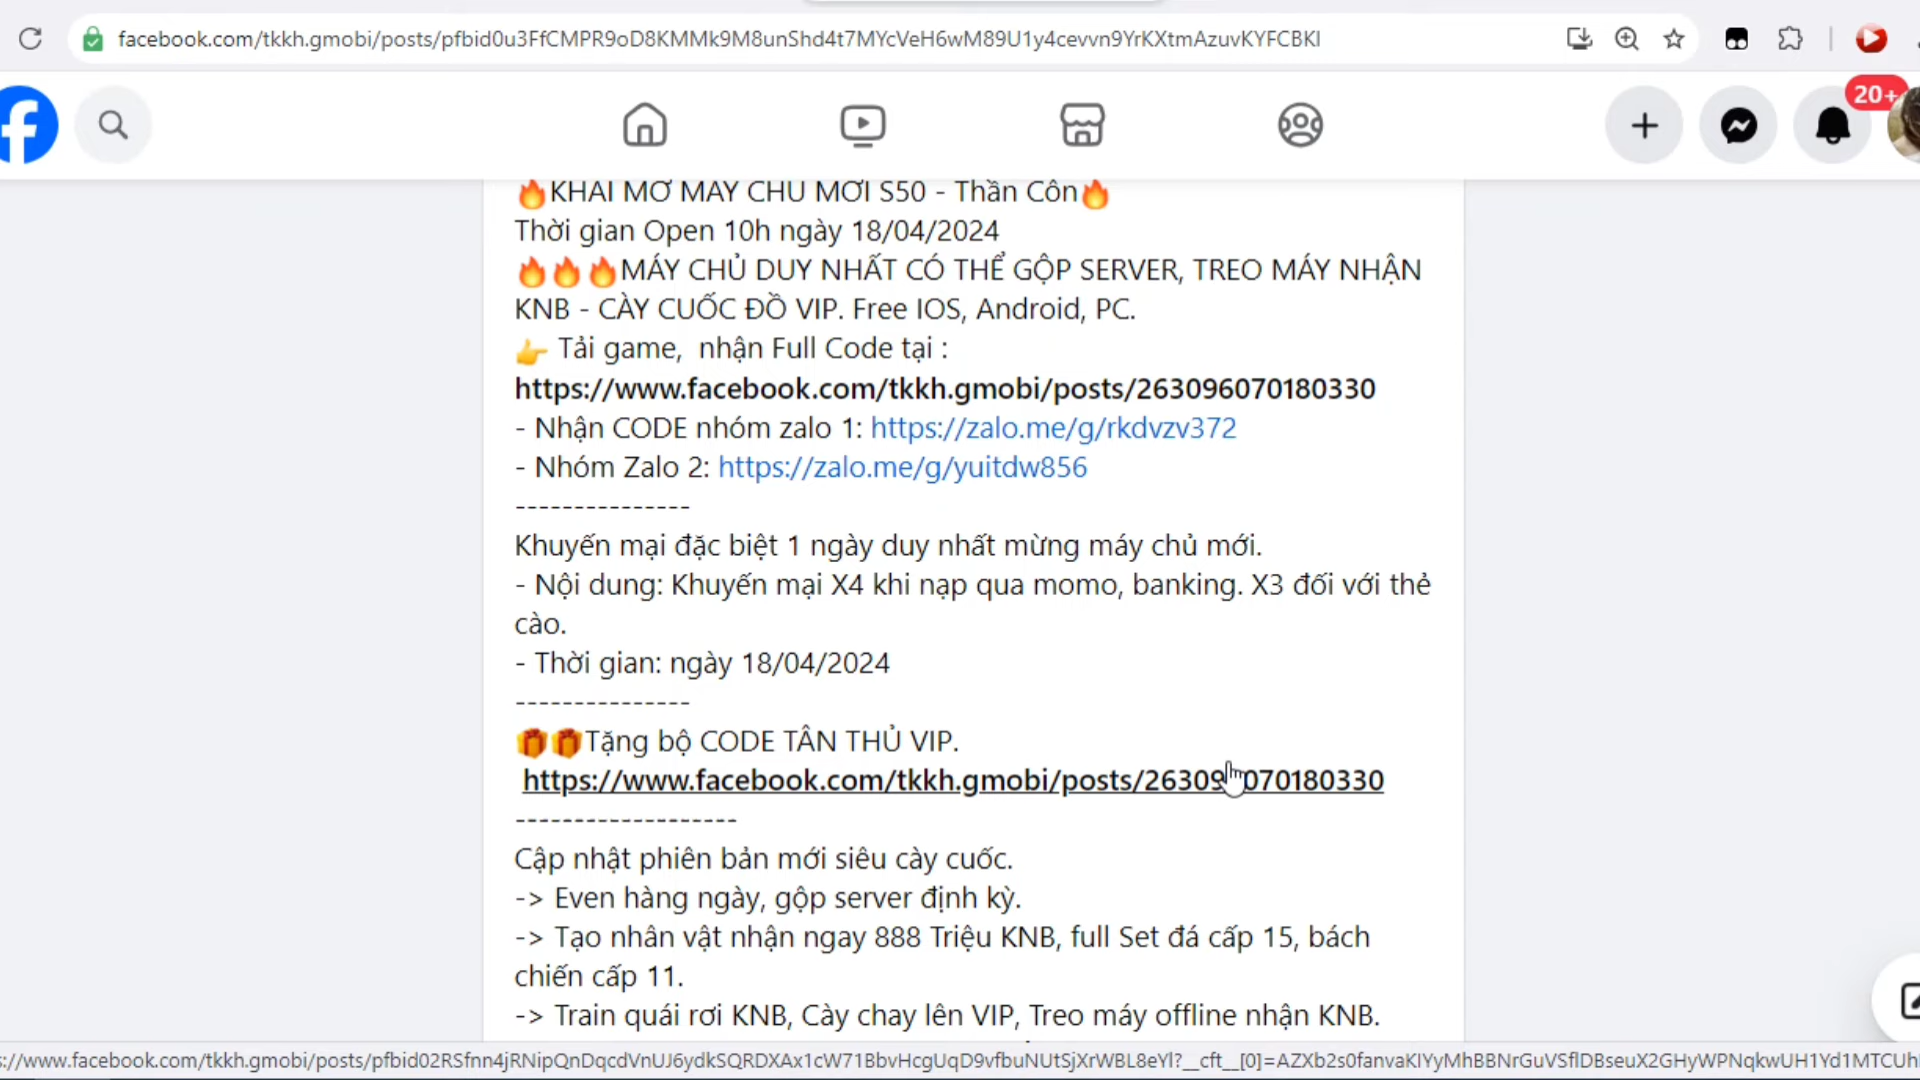 facebook.com/tkkh.gmobi/posts/pfbid0u3FfCMPR9oD8KMMk9M8unShd4t7MYcVeH6wM89U1y4cevvn9YrKXtmAzuvKYFCBKl
20+
🔥KHAI MỞ MÁY CHỦ MỚI S50 - Thần Côn🔥
Thời gian Open 10h ngày 18/04/2024
🔥🔥🔥MÁY CHỦ DUY NHẤT CÓ THỂ GỘP SERVER, TREO MÁY NHẬN
KNB - CÀY CUỐC ĐỒ VIP. Free IOS, Android, PC.
👉 Tải game,  nhận Full Code tại :
https://www.facebook.com/tkkh.gmobi/posts/263096070180330
- Nhận CODE nhóm zalo 1: https://zalo.me/g/rkdvzv372
- Nhóm Zalo 2: https://zalo.me/g/yuitdw856
---------------
Khuyến mại đặc biệt 1 ngày duy nhất mừng máy chủ mới.
- Nội dung: Khuyến mại X4 khi nạp qua momo, banking. X3 đối với thẻ
cào.
- Thời gian: ngày 18/04/2024
---------------
🎁🎁Tặng bộ CODE TÂN THỦ VIP.
https://www.facebook.com/tkkh.gmobi/posts/263096070180330
-------------------
Cập nhật phiên bản mới siêu cày cuốc.
-> Even hàng ngày, gộp server định kỳ.
-> Tạo nhân vật nhận ngay 888 Triệu KNB, full Set đá cấp 15, bách
chiến cấp 11.
-> Train quái rơi KNB, Cày chay lên VIP, Treo máy offline nhận KNB.
://www.facebook.com/tkkh.gmobi/posts/pfbid02RSfnn4jRNipQnDqcdVnUJ6ydkSQRDXAx1cW71BbvHcgUqD9vfbuNUtSjXrWBL8eYl?__cft__[0]=AZXb2s0fanvaKIYyMhBBNrGuVSflDBseuX2GHyWPNqkwUH1Yd1MTCUh